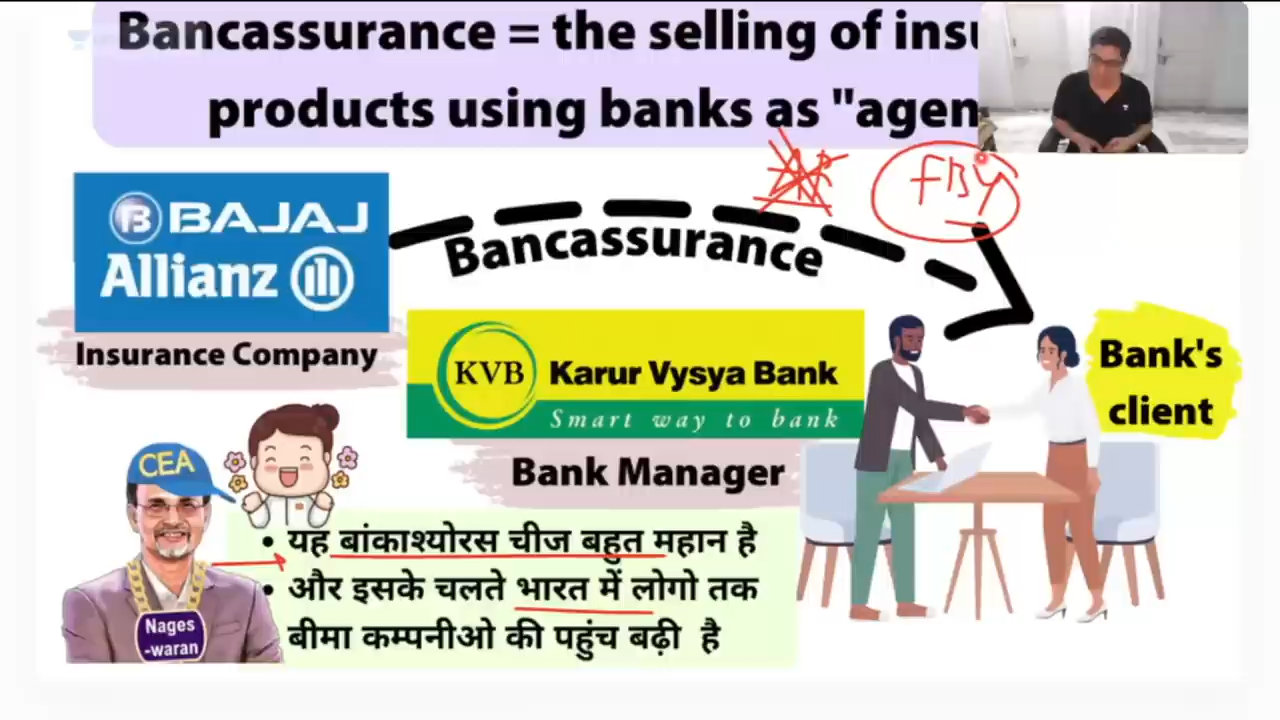 Bancassurance = the selling of insu
products using banks as "agen
FBY
BAJAJ
Allianz
Bancassurance
Insurance Company
KVB Karur Vysya Bank
Smart way to bank
Bank's
client
Bank Manager
CEA
• यह बांकाश्योरस चीज बहुत महान है
• और इसके चलते भारत में लोगो तक
बीमा कम्पनीओ की पहुंच बढ़ी है
Nages
-waran